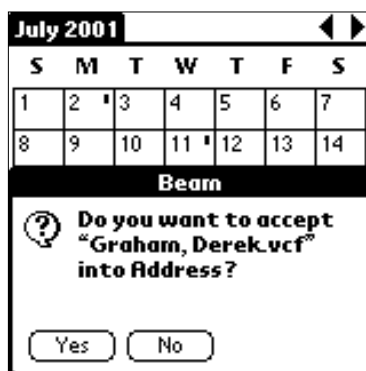 July 2001
S M T W T F S
1 2 3 4 5 6 7
8 9 10 11 12 13 14
Beam
Do you want to accept
“Graham, Derek.vcf”
into Address?
Yes No